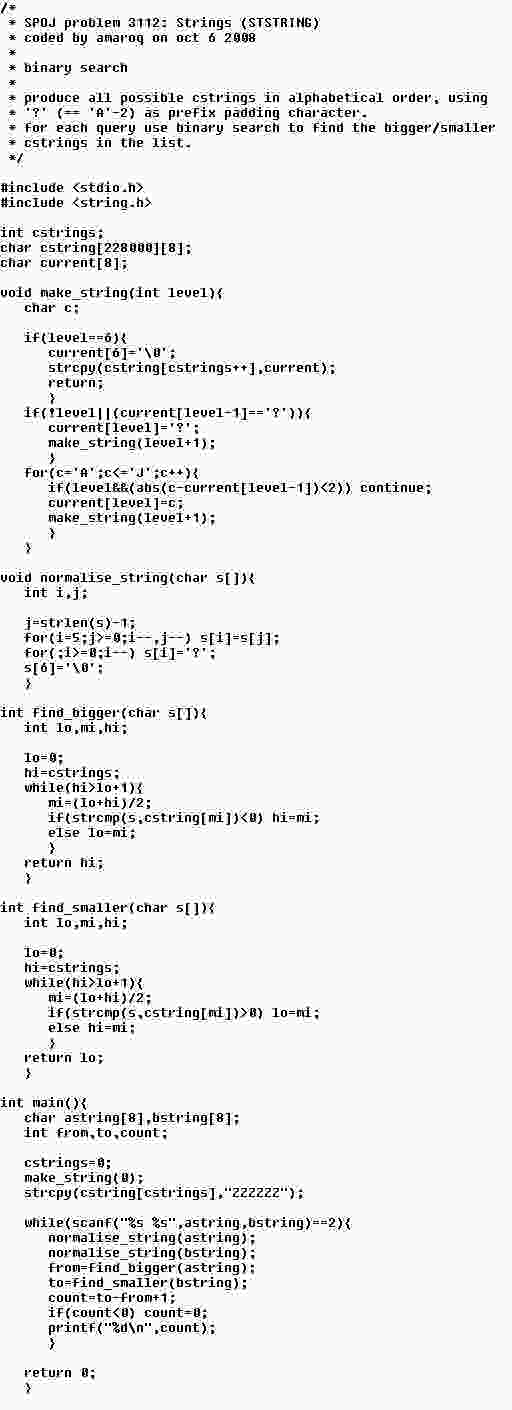 /*
 * SPOJ problem 3112: Strings (STSTRING)
 * coded by amaroq on oct 6 2008
 *
 * binary search
 *
 * produce all possible cstrings in alphabetical order, using
 * '?' (== 'A'-2) as prefix padding character.
 * for each query use binary search to find the bigger/smaller
 * cstrings in the list.
 */

#include <stdio.h>
#include <string.h>

int cstrings;
char cstring[228000][8];
char current[8];

void make_string(int level){
   char c;

   if(level==6){
      current[6]='\0';
      strcpy(cstring[cstrings++],current);
      return;
      }
   if(!level||(current[level-1]=='?')){
      current[level]='?';
      make_string(level+1);
      }
   for(c='A';c<='J';c++){
      if(level&&(abs(c-current[level-1])<2)) continue;
      current[level]=c;
      make_string(level+1);
      }
   }

void normalise_string(char s[]){
   int i,j;

   j=strlen(s)-1;
   for(i=5;j>=0;i--,j--) s[i]=s[j];
   for(;i>=0;i--) s[i]='?';
   s[6]='\0';
   }

int find_bigger(char s[]){
   int lo,mi,hi;

   lo=0;
   hi=cstrings;
   while(hi>lo+1){
      mi=(lo+hi)/2;
      if(strcmp(s,cstring[mi])<0) hi=mi;
      else lo=mi;
      }
   return hi;
   }

int find_smaller(char s[]){
   int lo,mi,hi;

   lo=0;
   hi=cstrings;
   while(hi>lo+1){
      mi=(lo+hi)/2;
      if(strcmp(s,cstring[mi])>0) lo=mi;
      else hi=mi;
      }
   return lo;
   }

int main(){
   char astring[8],bstring[8];
   int from,to,count;

   cstrings=0;
   make_string(0);
   strcpy(cstring[cstrings],"ZZZZZZ");

   while(scanf("%s %s",astring,bstring)==2){
      normalise_string(astring);
      normalise_string(bstring);
      from=find_bigger(astring);
      to=find_smaller(bstring);
      count=to-from+1;
      if(count<0) count=0;
      printf("%d\n",count);
      }

   return 0;
   }